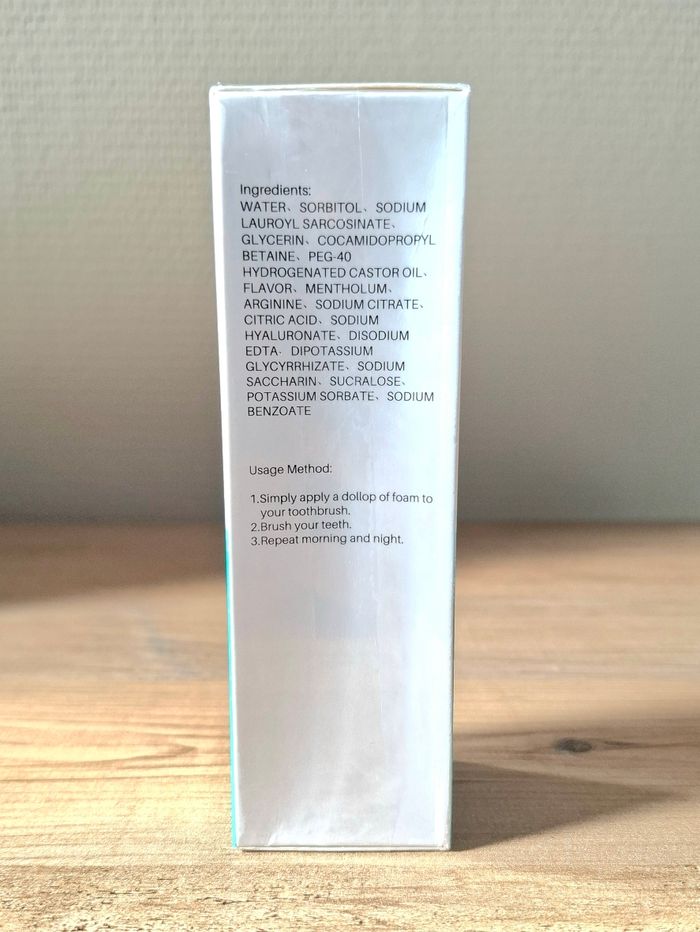 Ingredients:
WATER、SORBITOL、SODIUM
LAUROYL SARCOSINATE、
GLYCERIN、COCAMIDOPROPYL
BETAINE、PEG-40
HYDROGENATED CASTOR OIL、
FLAVOR、MENTHOLUM、
ARGININE、SODIUM CITRATE、
CITRIC ACID、SODIUM
HYALURONATE、DISODIUM
EDTA、DIPOTASSIUM
GLYCYRRHIZATE、SODIUM
SACCHARIN、SUCRALOSE、
POTASSIUM SORBATE、SODIUM
BENZOATE
Usage Method:
1.Simply apply a dollop of foam to
your toothbrush.
2.Brush your teeth.
3.Repeat morning and night.